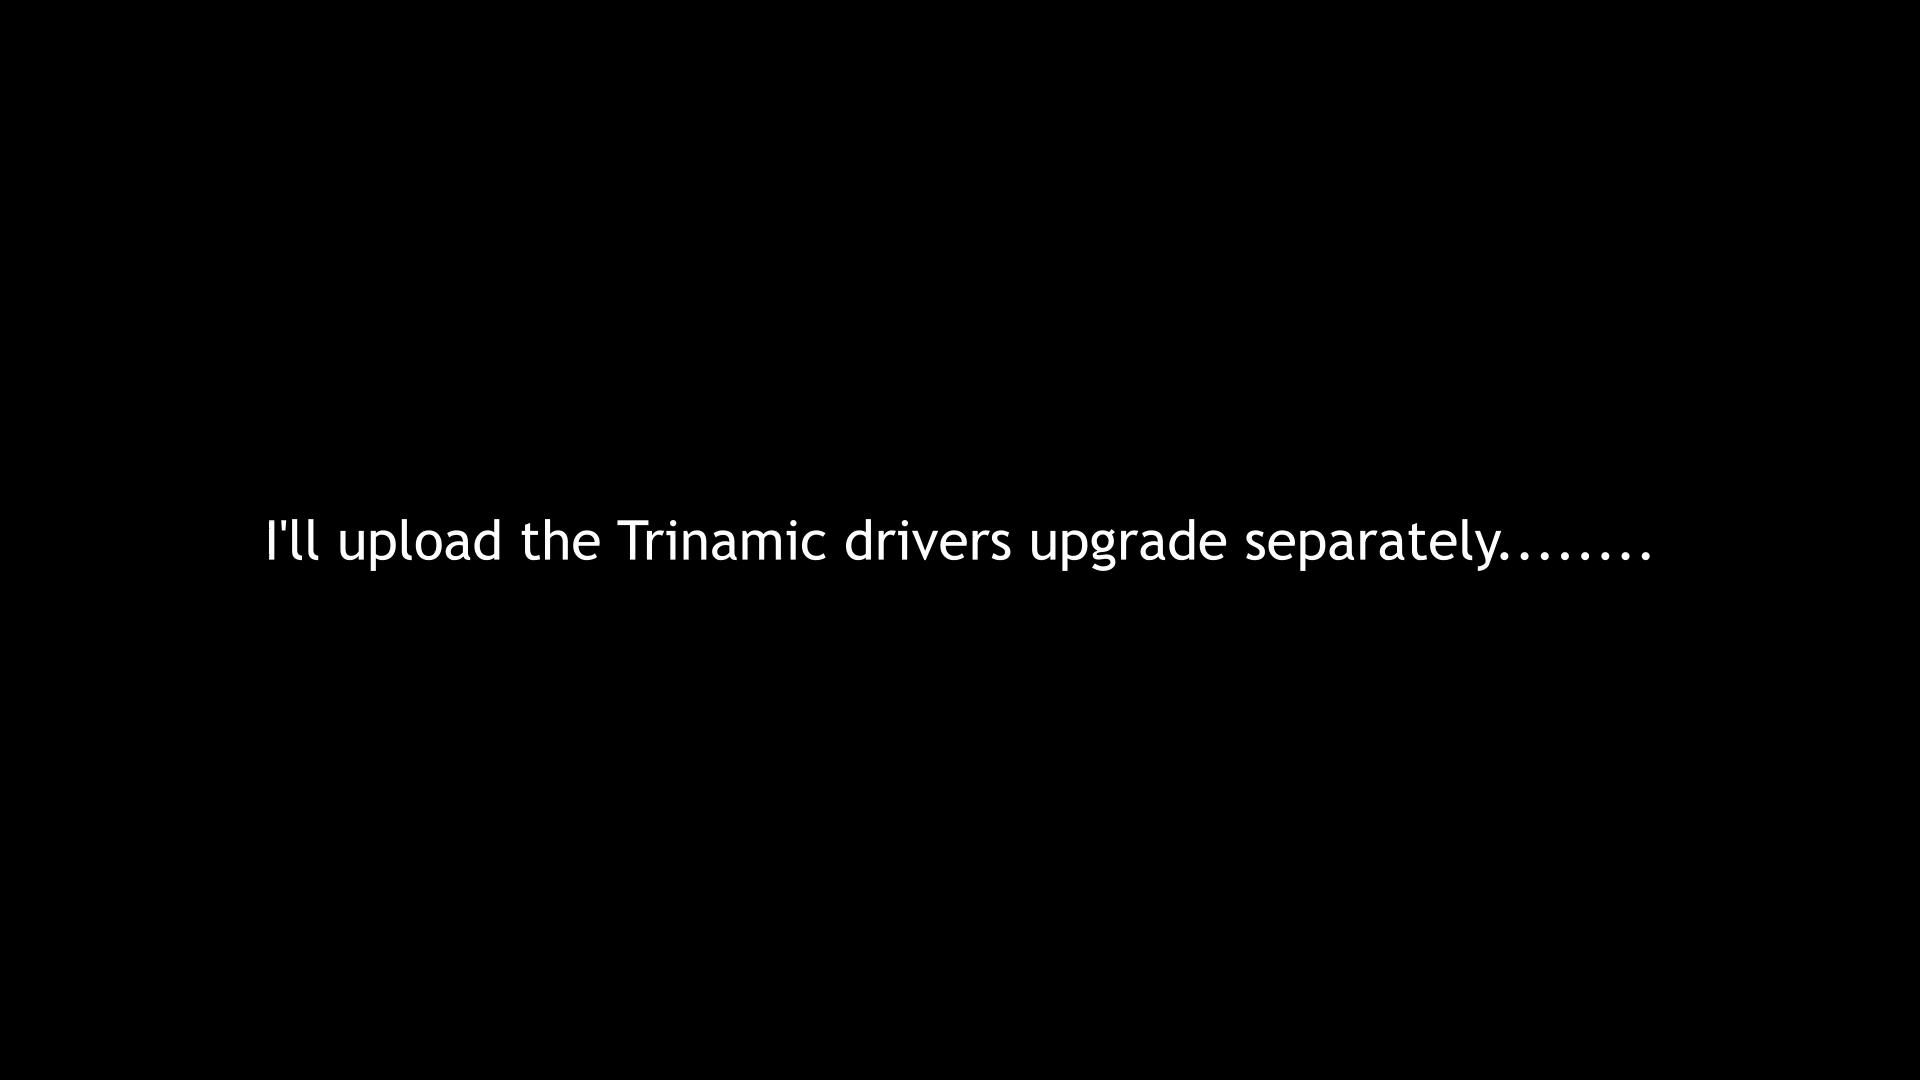 I'll upload the Trinamic drivers upgrade separately........